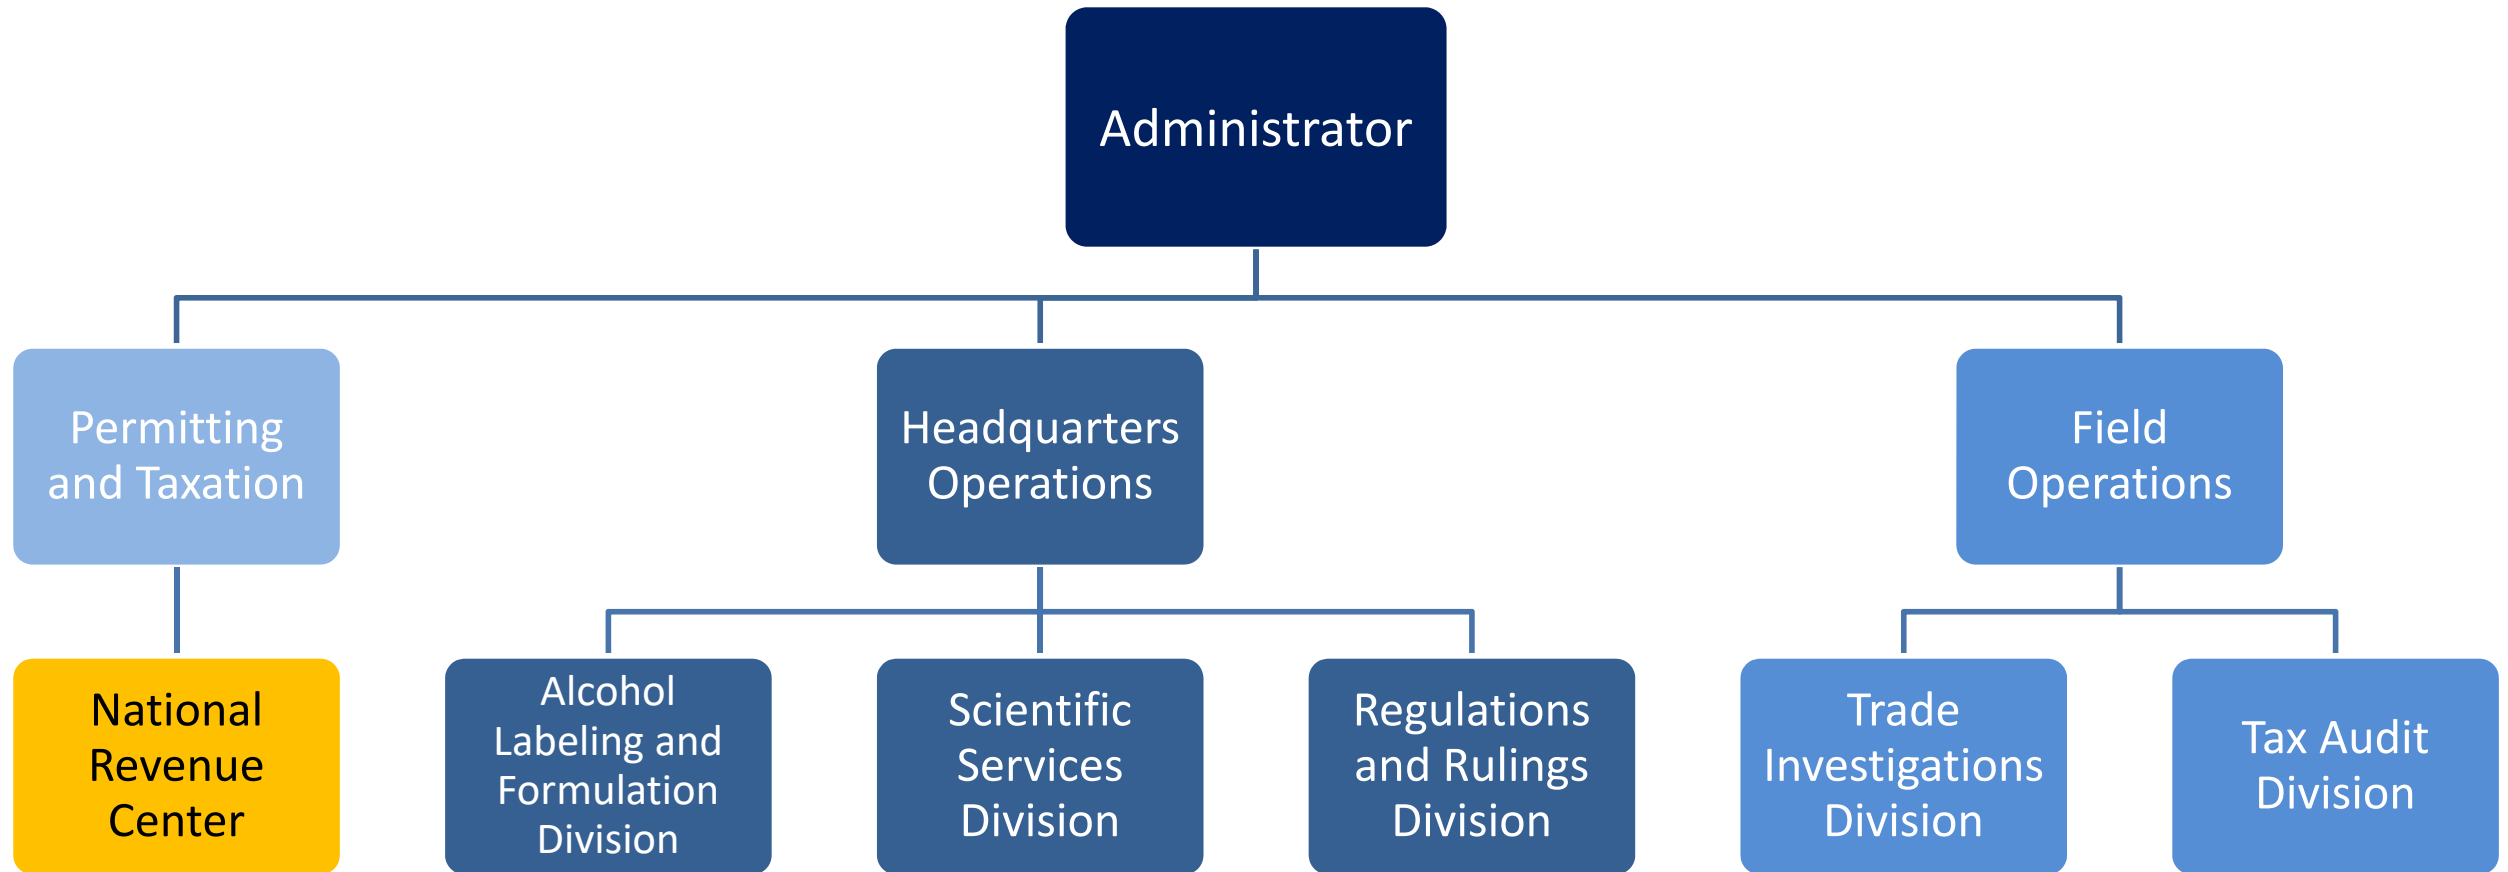 Administrator
Permitting
and Taxation
Headquarters
Operations
Field
Operations
National
Revenue
Center
Alcohol
Labeling and
Formulation
Division
Scientific
Services
Division
Regulations
and Rulings
Division
Trade
Investigations
Division
Tax Audit
Division